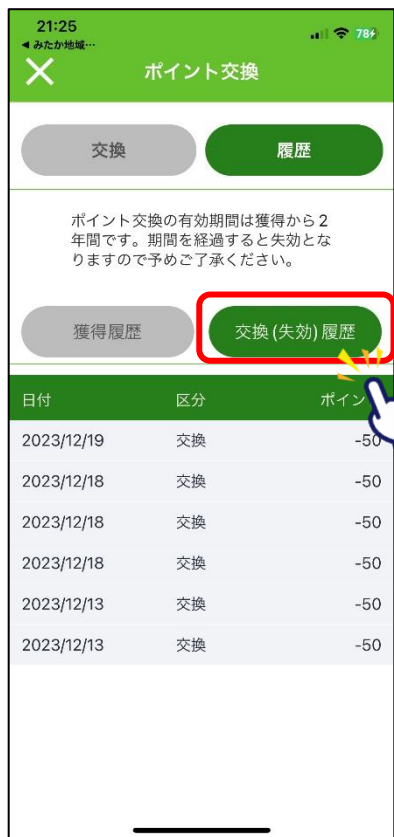 21:25
◀ みたか地域…
78
ポイント交換
交換
履歴
ポイント交換の有効期間は獲得から2
年間です。期間を経過すると失効とな
りますので予めご了承ください。
獲得履歴
交換(失効)履歴
日付 区分 ポイン
2023/12/19 交換 -50
2023/12/18 交換 -50
2023/12/18 交換 -50
2023/12/18 交換 -50
2023/12/13 交換 -50
2023/12/13 交換 -50